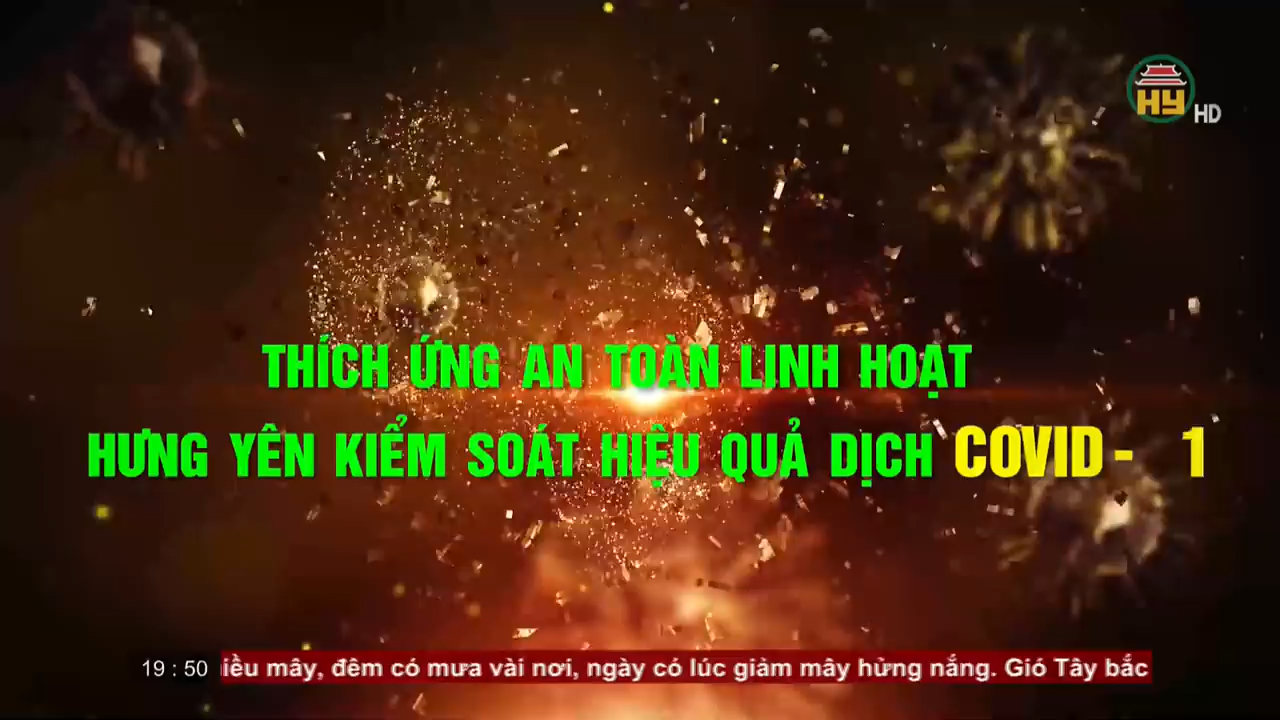 HY HD
THÍCH ỨNG AN TOÀN LINH HOẠT
HƯNG YÊN KIỂM SOÁT HIỆU QUẢ DỊCH COVID - 1
19 : 50 iều mây, đêm có mưa vài nơi, ngày có lúc giảm mây hửng nắng. Gió Tây bắc